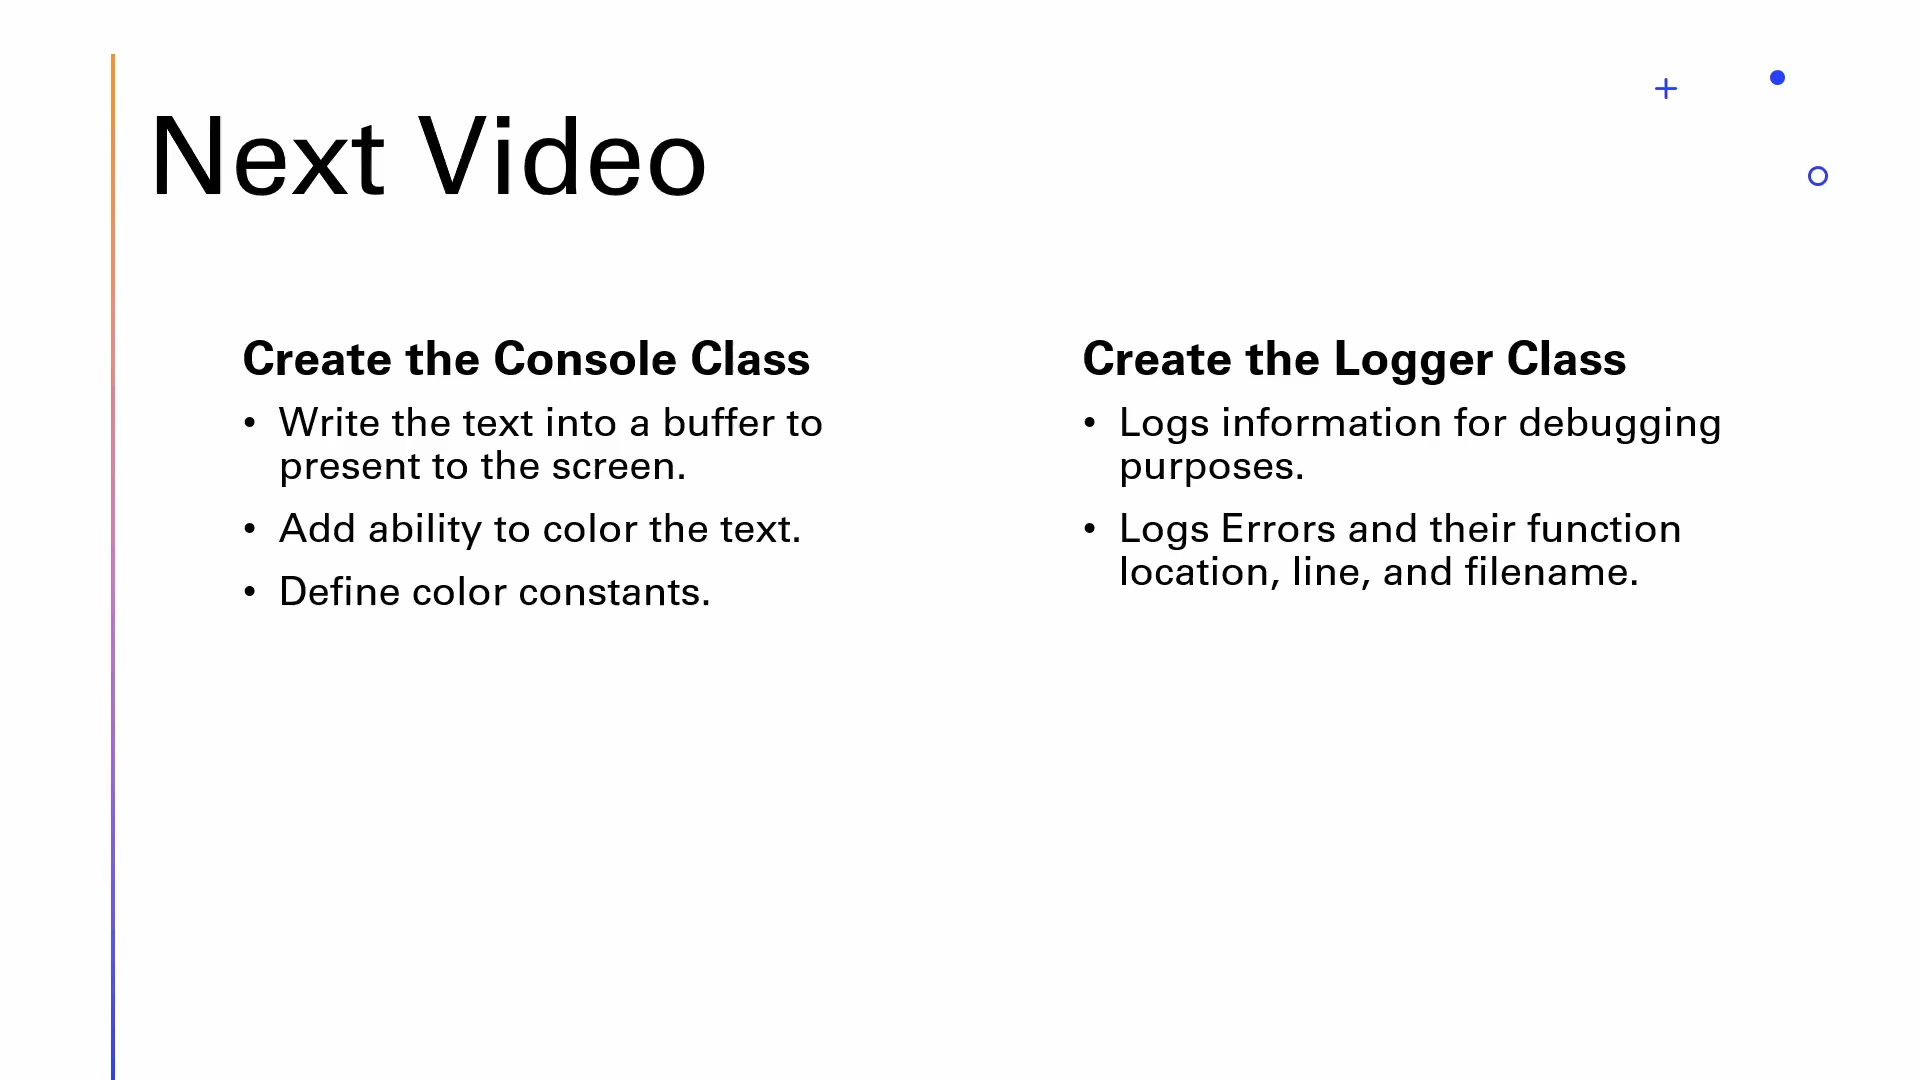 Next Video
Create the Console Class
• Write the text into a buffer to
present to the screen.
• Add ability to color the text.
• Define color constants.
Create the Logger Class
• Logs information for debugging
purposes.
• Logs Errors and their function
location, line, and filename.